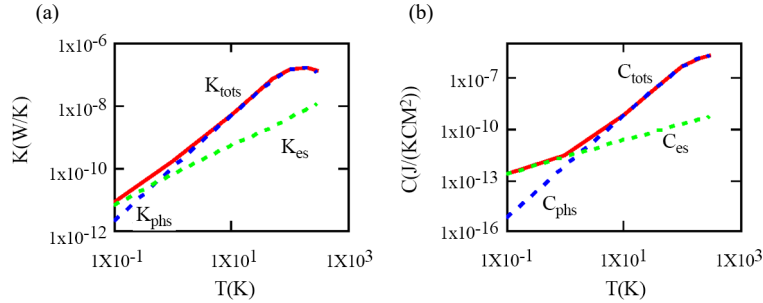 (a)
1x10-6
1x10-8
1x10-10
1x10-12
K(W/K)
Ktots
Kes
Kphs
1X10-1
1X101
1X103
T(K)
(b)
1x10-7
1x10-10
1x10-13
1x10-16
C(J/(KCM2))
Ctots
Ces
Cphs
1X10-1
1X101
1X103
T(K)